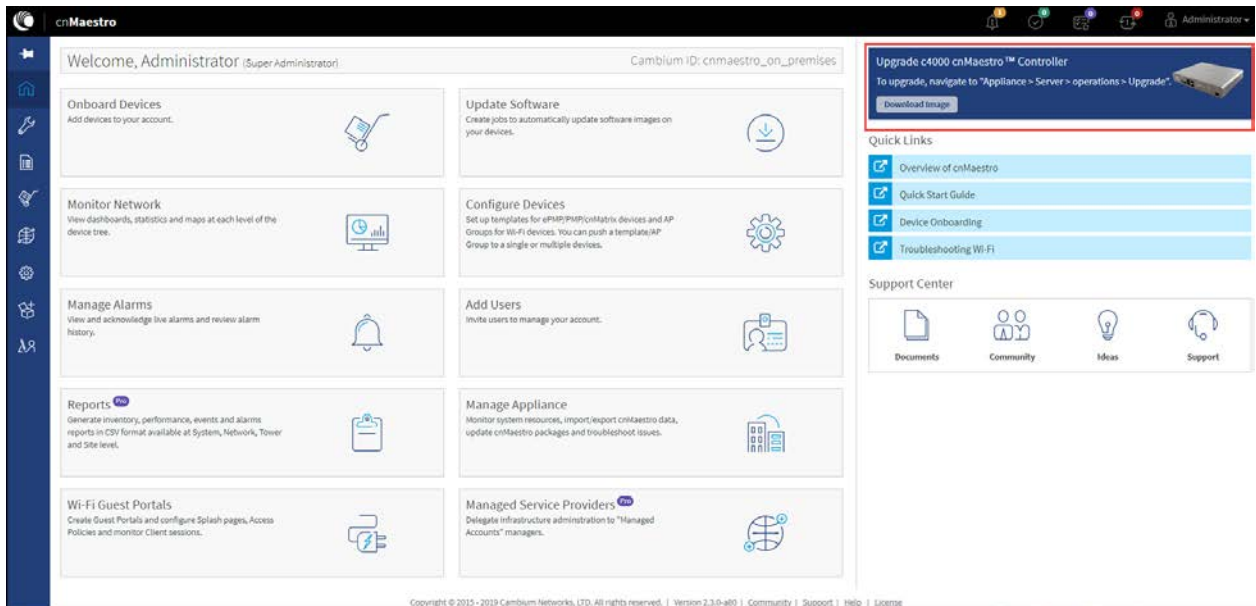 cnMaestro
1
0
0
0
Administrator
Welcome, Administrator (Super Administrator)
Cambium ID: cnmaestro_on_premises
Onboard Devices
Add devices to your account.
Update Software
Create jobs to automatically update software images on
your devices.
Monitor Network
View dashboards, statistics and maps at each level of the
device tree.
Configure Devices
Set up templates for ePMP/PMP/cnMatrix devices and AP
Groups for Wi-Fi devices. You can push a template/AP
Group to a single or multiple devices.
Manage Alarms
View and acknowledge live alarms and review alarm
history.
Add Users
Invite users to manage your account.
Reports Pro
Generate inventory, performance, events and alarms
reports in CSV format available at System, Network, Tower
and Site level.
Manage Appliance
Monitor system resources, import/export cnMaestro data,
update cnMaestro packages and troubleshoot issues.
Wi-Fi Guest Portals
Create Guest Portals and configure Splash pages, Access
Policies and monitor Client sessions.
Managed Service Providers Pro
Delegate infrastructure adminstration to "Managed
Accounts" managers.
Upgrade c4000 cnMaestro™ Controller
To upgrade, navigate to "Appliance > Server > operations > Upgrade".
Download Image
Quick Links
Overview of cnMaestro
Quick Start Guide
Device Onboarding
Troubleshooting Wi-Fi
Support Center
Documents
Community
Ideas
Support
Copyright © 2015 - 2019 Cambium Networks, LTD. All rights reserved. | Version 2.3.0-a80 | Community | Support | Help | License